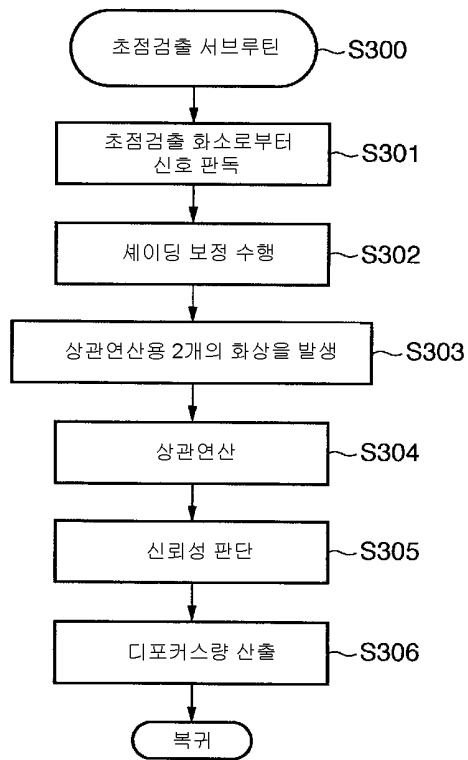 초점검출 서브루틴
S300
초점검출 화소로부터
신호 판독
S301
셰이딩 보정 수행
S302
상관연산용 2개의 화상을 발생
S303
상관연산
S304
신뢰성 판단
S305
디포커스량 산출
S306
복귀